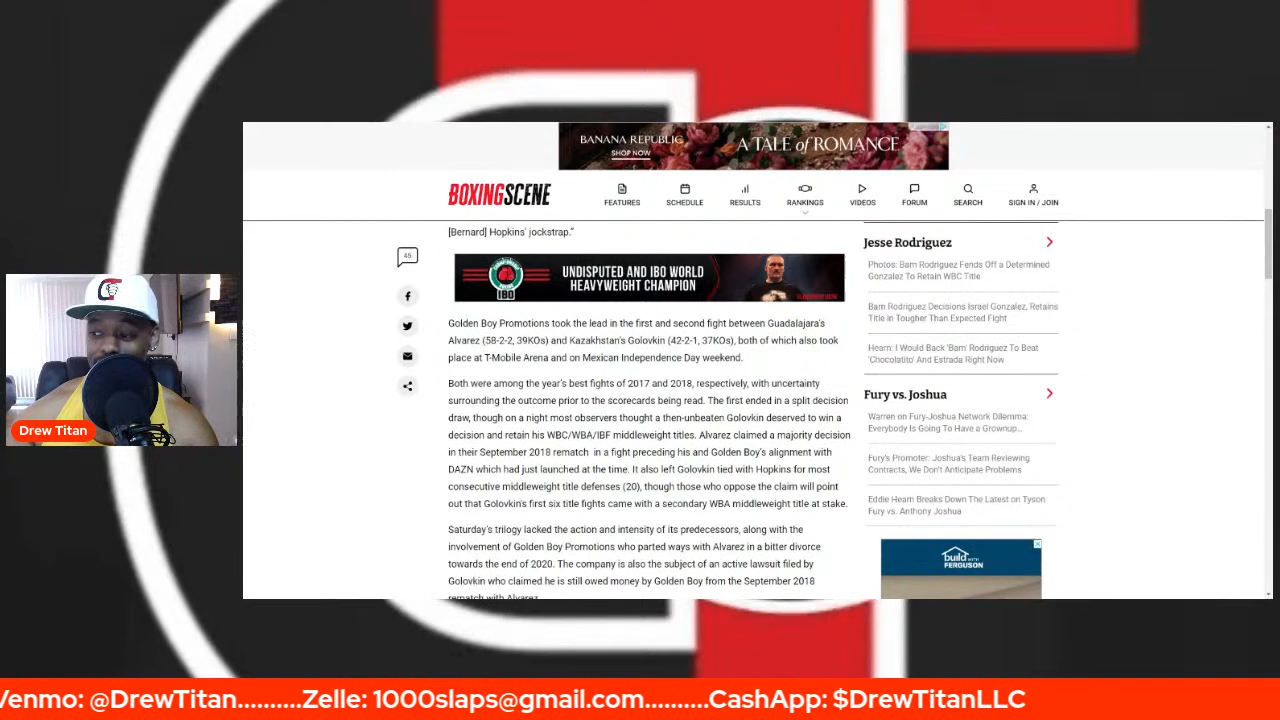 BANANA REPUBLIC
SHOP NOW
A TALE of ROMANCE
BOXINGSCENE
FEATURES
SCHEDULE
RESULTS
RANKINGS
VIDEOS
FORUM
SEARCH
SIGN IN / JOIN
45
[Bernard] Hopkins' jockstrap."
IBO
UNDISPUTED AND IBO WORLD
HEAVYWEIGHT CHAMPION
Golden Boy Promotions took the lead in the first and second fight between Guadalajara's
Alvarez (58-2-2, 39KOs) and Kazakhstan's Golovkin (42-2-1, 37KOs), both of which also took
place at T-Mobile Arena and on Mexican Independence Day weekend.
Both were among the year's best fights of 2017 and 2018, respectively, with uncertainty
surrounding the outcome prior to the scorecards being read. The first ended in a split decision
draw, though on a night most observers thought a then-unbeaten Golovkin deserved to win a
decision and retain his WBC/WBA/IBF middleweight titles. Alvarez claimed a majority decision
in their September 2018 rematch in a fight preceding his and Golden Boy's alignment with
DAZN which had just launched at the time. It also left Golovkin tied with Hopkins for most
consecutive middleweight title defenses (20), though those who oppose the claim will point
out that Golovkin's first six title fights came with a secondary WBA middleweight title at stake.
Saturday's trilogy lacked the action and intensity of its predecessors, along with the
involvement of Golden Boy Promotions who parted ways with Alvarez in a bitter divorce
towards the end of 2020. The company is also the subject of an active lawsuit filed by
Golovkin who claimed he is still owed money by Golden Boy from the September 2018
rematch with Alvarez.
Jesse Rodriguez
Photos: Bam Rodriguez Fends Off a Determined
Gonzalez To Retain WBC Title
Bam Rodriguez Decisions Israel Gonzalez, Retains
Title in Tougher Than Expected Fight
Hearn: I Would Back 'Bam' Rodriguez To Beat
'Chocolatito' And Estrada Right Now
Fury vs. Joshua
Warren on Fury-Joshua Network Dilemma:
Everybody Is Going To Have a Grownup...
Fury's Promoter: Joshua's Team Reviewing
Contracts, We Don't Anticipate Problems
Eddie Hearn Breaks Down The Latest on Tyson
Fury vs. Anthony Joshua
build WITH
FERGUSON
Drew Titan
Venmo: @DrewTitan..........Zelle: 1000slaps@gmail.com..........CashApp: $DrewTitanLLC